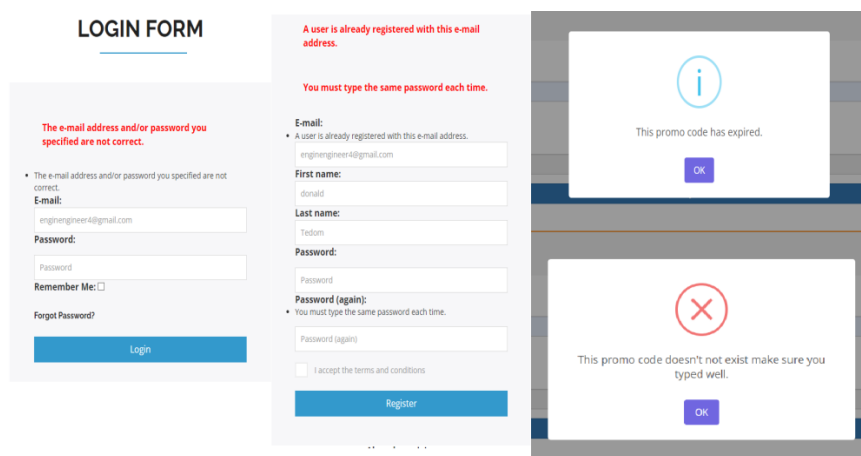 LOGIN FORM
The e-mail address and/or password you
specified are not correct.
The e-mail address and/or password you specified are not
correct.
E-mail:
enginengineer4@gmail.com
Password:
Password
Remember Me:
Forgot Password?
Login
A user is already registered with this e-mail
address.
You must type the same password each time.
E-mail:
A user is already registered with this e-mail address.
enginengineer4@gmail.com
First name:
donald
Last name:
Tedom
Password:
Password
Password (again):
You must type the same password each time.
Password (again)
I accept the terms and conditions
Register
This promo code has expired.
OK
This promo code doesn't not exist make sure you
typed well.
OK